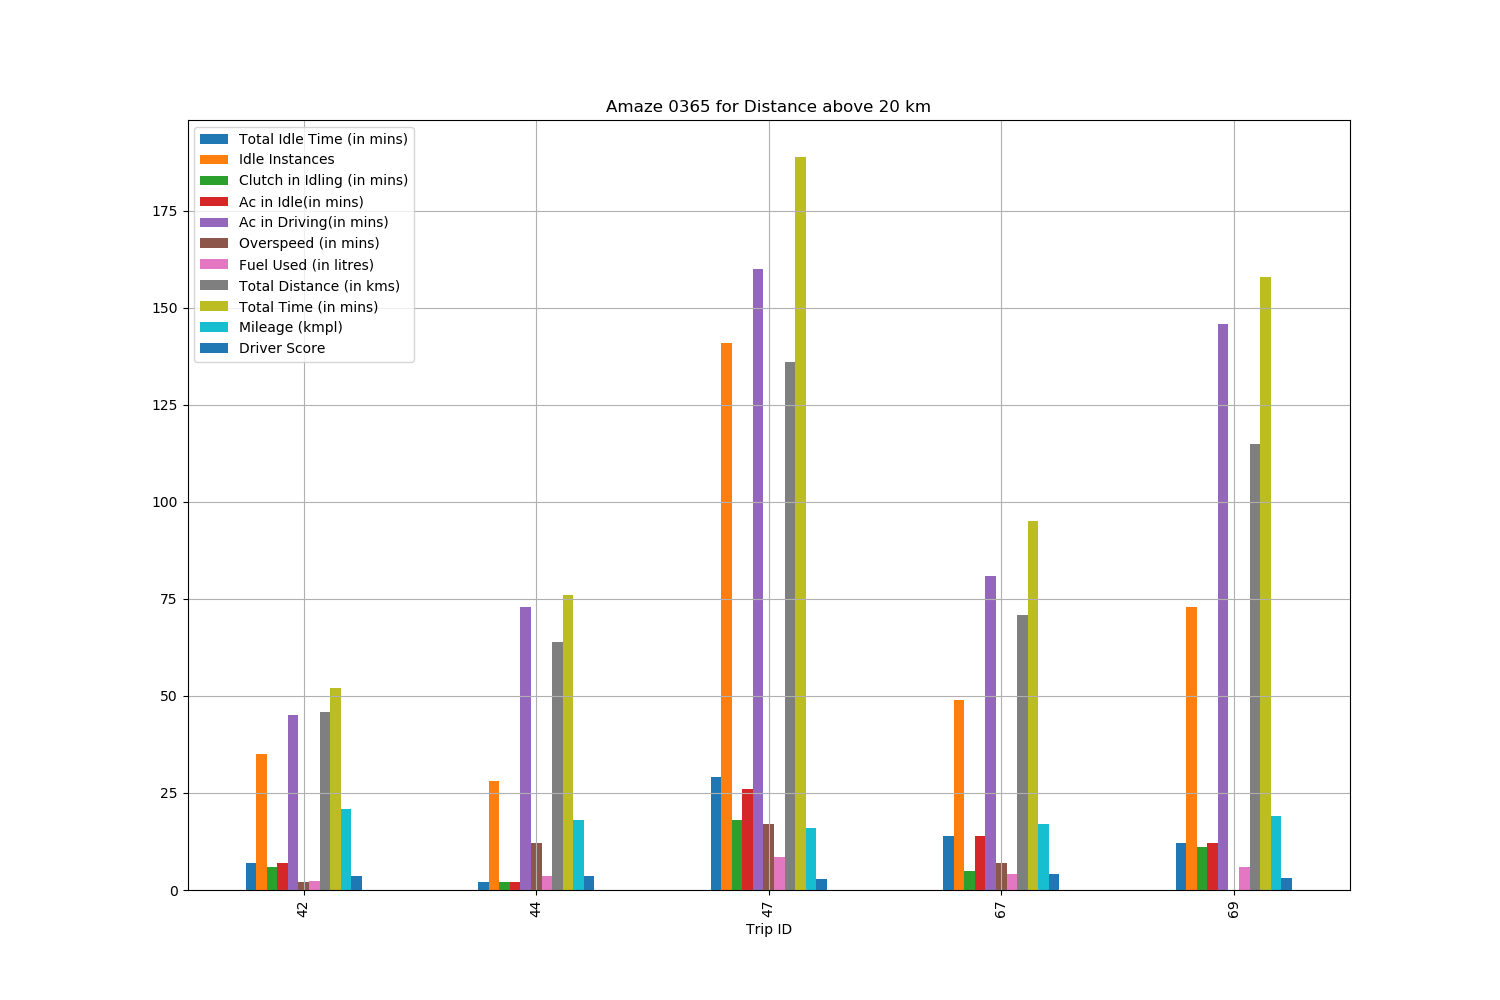 Amaze 0365 for Distance above 20 km
Total Idle Time (in mins)
Idle Instances
Clutch in Idling (in mins)
Ac in Idle(in mins)
Ac in Driving(in mins)
Overspeed (in mins)
Fuel Used (in litres)
Total Distance (in kms)
Total Time (in mins)
Mileage (kmpl)
Driver Score
175
150
125
100
75
50
25
0
42 44 47 67 69
Trip ID